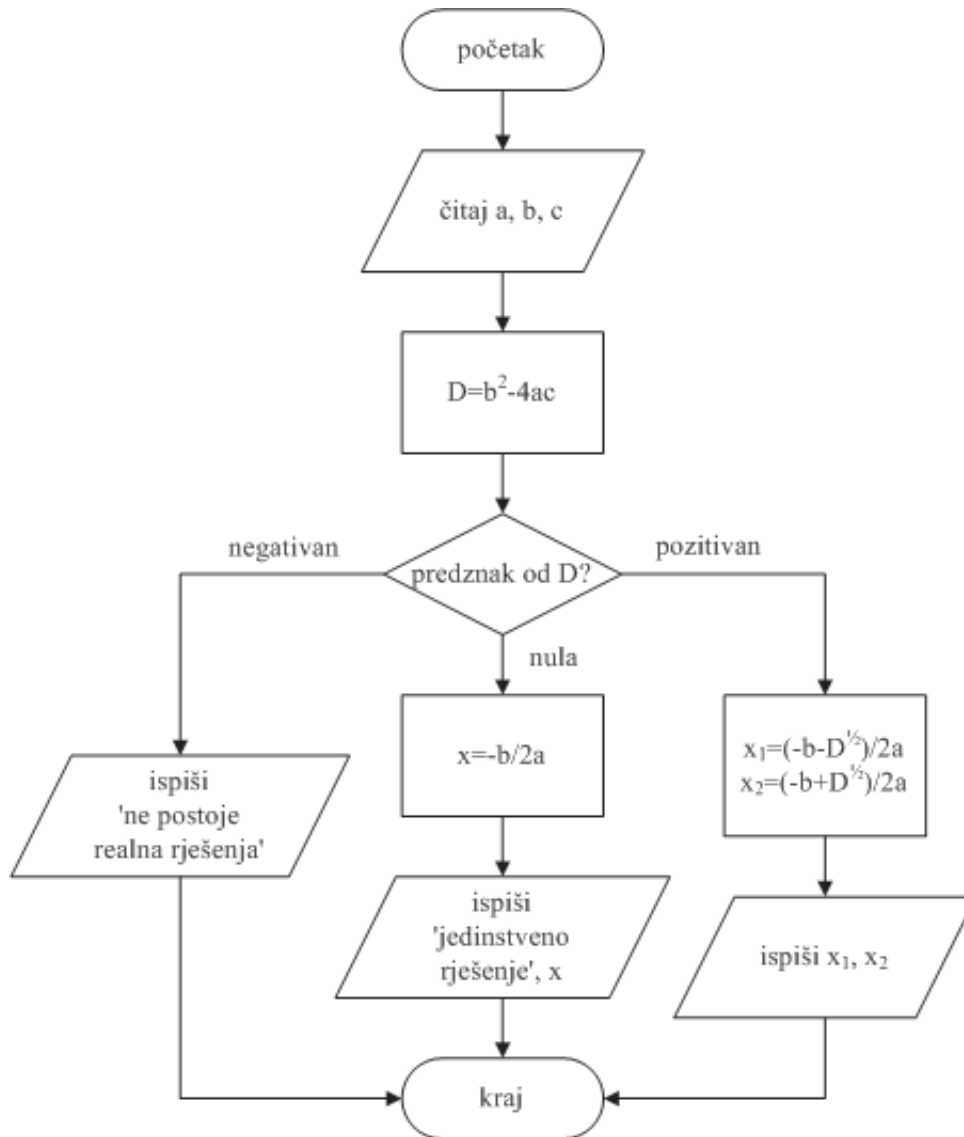 početak
čitaj a, b, c
D=b²-4ac
negativan
predznak od D?
pozitivan
nula
ispiši
'ne postoje
realna rješenja'
x=-b/2a
x₁=(-b-D^½)/2a
x₂=(-b+D^½)/2a
ispiši
'jedinstveno
rješenje', x
ispiši x₁, x₂
kraj